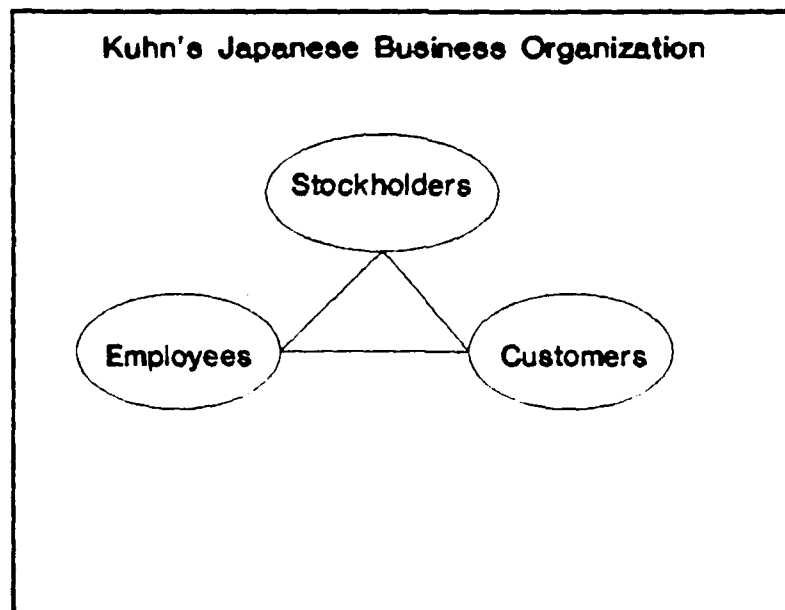 Kuhn's Japanese Business Organization
Stockholders
Employees
Customers